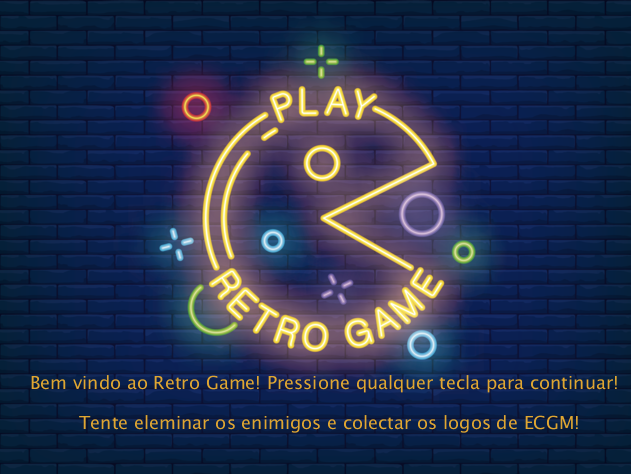 PLAY
RETRO GAME
Bem vindo ao Retro Game! Pressione qualquer tecla para continuar!
Tente eleminar os enimigos e colectar os logos de ECGM!